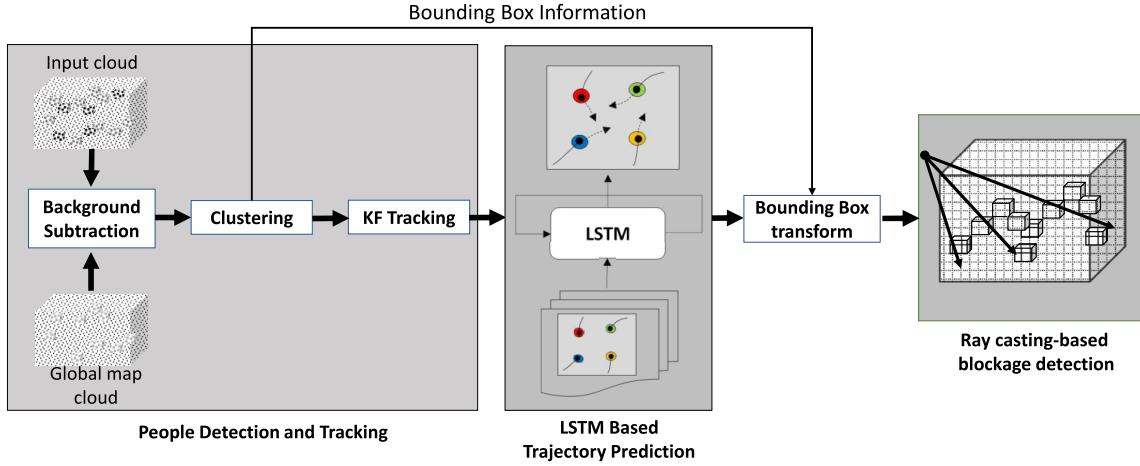 Bounding Box Information
Input cloud
Background
Subtraction
Clustering
KF Tracking
Global map
cloud
People Detection and Tracking
LSTM
LSTM Based
Trajectory Prediction
Bounding Box
transform
Ray casting-based
blockage detection